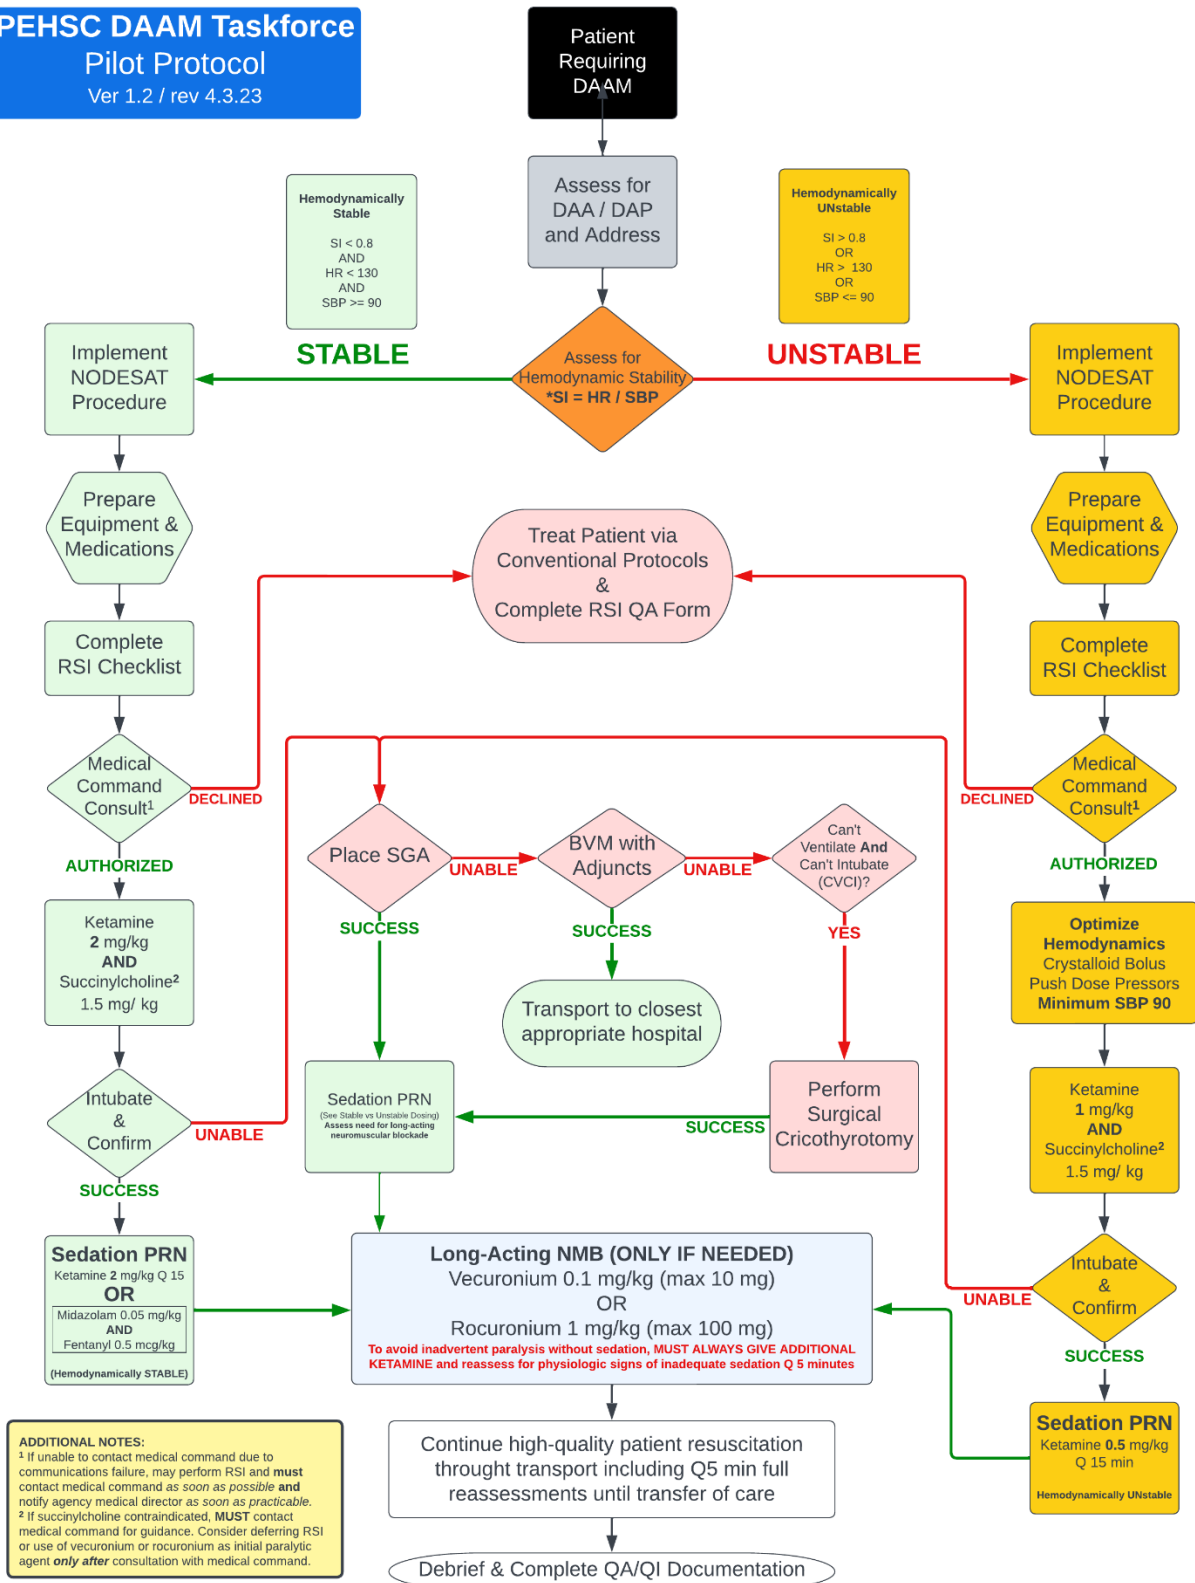 PEHSC DAAM Taskforce
Pilot Protocol
Ver 1.2 / rev 4.3.23
Patient
Requiring
DAAM
Assess for
DAA / DAP
and Address
Hemodynamically
Stable
SI < 0.8
AND
HR < 130
AND
SBP >= 90
Hemodynamically
UNstable
SI > 0.8
OR
HR > 130
OR
SBP <= 90
STABLE
Assess for
Hemodynamic Stability
*SI = HR / SBP
UNSTABLE
Implement
NODESAT
Procedure
Implement
NODESAT
Procedure
Prepare
Equipment &
Medications
Treat Patient via
Conventional Protocols
&
Complete RSI QA Form
Prepare
Equipment &
Medications
Complete
RSI Checklist
Complete
RSI Checklist
Medical
Command
Consult¹
DECLINED
Medical
Command
Consult¹
DECLINED
AUTHORIZED
AUTHORIZED
Place SGA
UNABLE
BVM with
Adjuncts
UNABLE
Can't
Ventilate And
Can't Intubate
(CVCI)?
SUCCESS
SUCCESS
YES
Ketamine
2 mg/kg
AND
Succinylcholine²
1.5 mg/ kg
Optimize
Hemodynamics
Crystalloid Bolus
Push Dose Pressors
Minimum SBP 90
Transport to closest
appropriate hospital
Intubate
&
Confirm
UNABLE
SUCCESS
Sedation PRN
(See Stable vs Unstable Dosing)
Assess need for long-acting
neuromuscular blockade
SUCCESS
Perform
Surgical
Cricothyrotomy
Ketamine
1 mg/kg
AND
Succinylcholine²
1.5 mg/ kg
Sedation PRN
Ketamine 2 mg/kg Q 15
OR
Midazolam 0.05 mg/kg
AND
Fentanyl 0.5 mcg/kg
(Hemodynamically STABLE)
Long-Acting NMB (ONLY IF NEEDED)
Vecuronium 0.1 mg/kg (max 10 mg)
OR
Rocuronium 1 mg/kg (max 100 mg)
To avoid inadvertent paralysis without sedation, MUST ALWAYS GIVE ADDITIONAL
KETAMINE and reassess for physiologic signs of inadequate sedation Q 5 minutes
Intubate
&
Confirm
UNABLE
SUCCESS
Sedation PRN
Ketamine 0.5 mg/kg
Q 15 min
Hemodynamically UNstable
Continue high-quality patient resuscitation
throught transport including Q5 min full
reassessments until transfer of care
Debrief & Complete QA/QI Documentation
ADDITIONAL NOTES:
¹ If unable to contact medical command due to
communications failure, may perform RSI and must
contact medical command as soon as possible and
notify agency medical director as soon as practicable.
² If succinylcholine contraindicated, MUST contact
medical command for guidance. Consider deferring RSI
or use of vecuronium or rocuronium as initial paralytic
agent only after consultation with medical command.